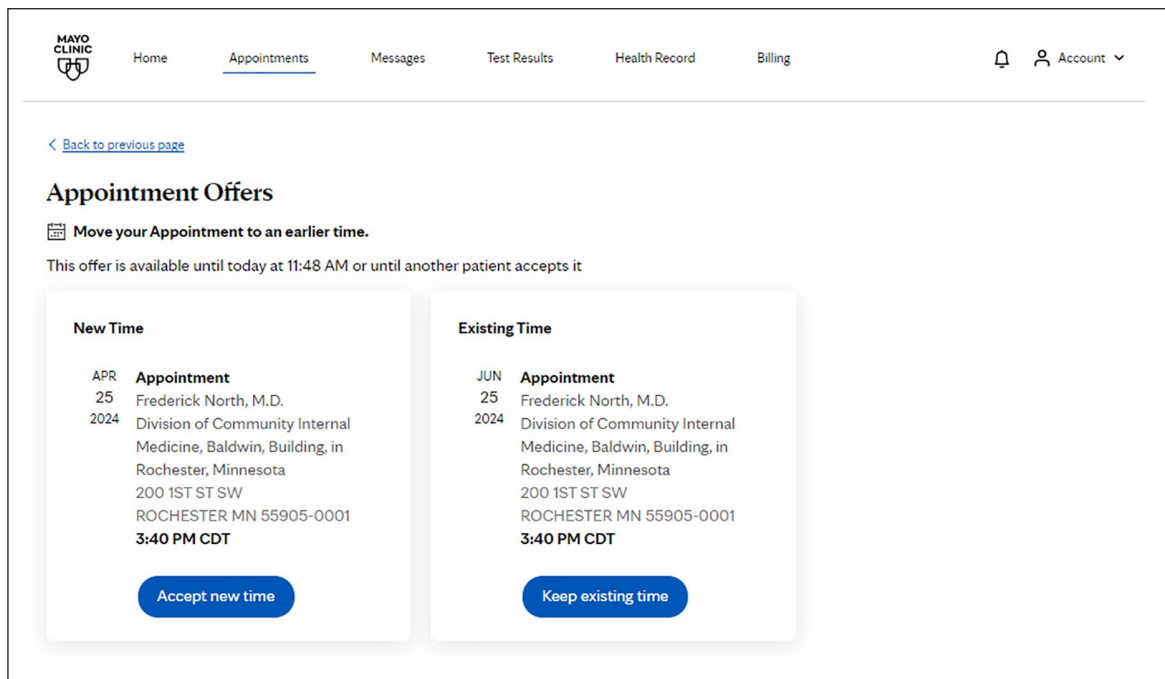 MAYO
CLINIC
Home
Appointments
Messages
Test Results
Health Record
Billing
Account
Back to previous page
Appointment Offers
Move your Appointment to an earlier time.
This offer is available until today at 11:48 AM or until another patient accepts it
New Time
APR
25
2024
Appointment
Frederick North, M.D.
Division of Community Internal
Medicine, Baldwin, Building, in
Rochester, Minnesota
200 1ST ST SW
ROCHESTER MN 55905-0001
3:40 PM CDT
Accept new time
Existing Time
JUN
25
2024
Appointment
Frederick North, M.D.
Division of Community Internal
Medicine, Baldwin, Building, in
Rochester, Minnesota
200 1ST ST SW
ROCHESTER MN 55905-0001
3:40 PM CDT
Keep existing time